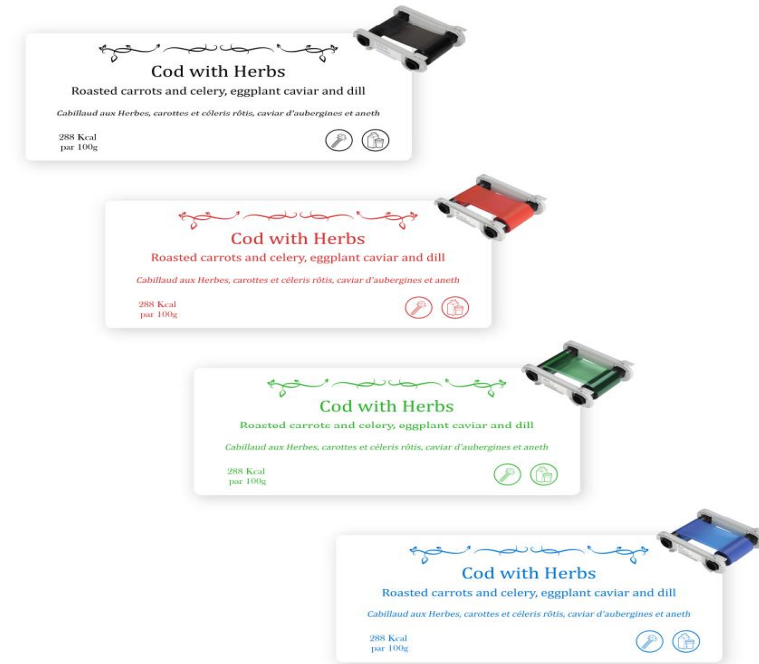 Cod with Herbs
Roasted carrots and celery, eggplant caviar and dill
Cabillaud aux Herbes, carottes et céleris rôtis, caviar d'aubergines et aneth
288 Kcal
par 100g
Cod with Herbs
Roasted carrots and celery, eggplant caviar and dill
Cabillaud aux Herbes, carottes et céleris rôtis, caviar d'aubergines et aneth
288 Kcal
par 100g
Cod with Herbs
Roasted carrots and celery, eggplant caviar and dill
Cabillaud aux Herbes, carottes et céleris rôtis, caviar d'aubergines et aneth
288 Kcal
par 100g
Cod with Herbs
Roasted carrots and celery, eggplant caviar and dill
Cabillaud aux Herbes, carottes et céleris rôtis, caviar d'aubergines et aneth
288 Kcal
par 100g